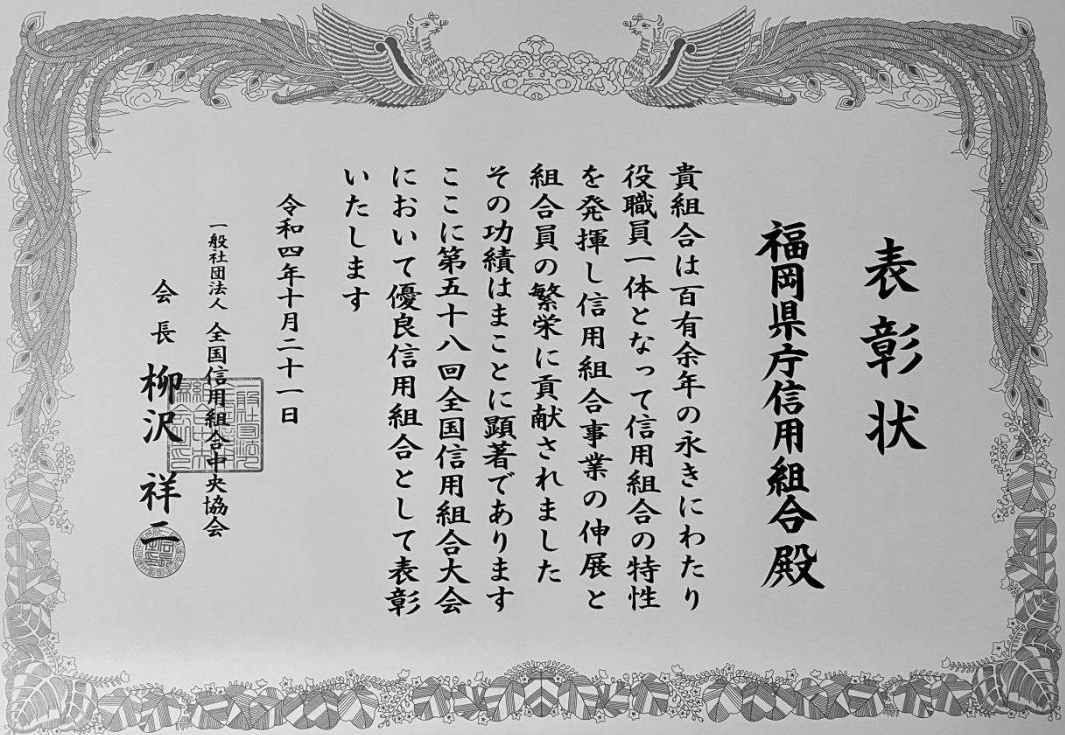 表彰状
福岡県庁信用組合殿
貴組合は百有余年の永きにわたり
役職員一体となって信用組合の特性
を発揮し信用組合事業の伸展と
組合員の繁栄に貢献されました
その功績はまことに顕著であります
ここに第五十八回全国信用組合大会
において優良信用組合として表彰
いたします
令和四年十月二十一日
一般社団法人 全国信用組合中央協会
会長 柳沢祥二